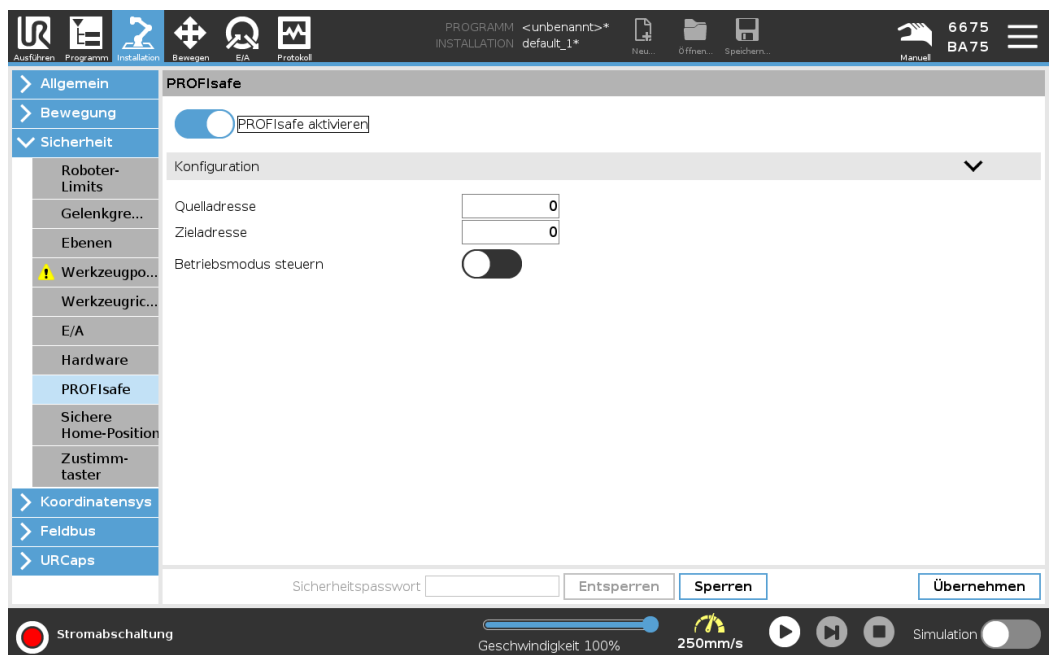 PROGRAMM <unbenannt>*
INSTALLATION default_1*
Neu...
Öffnen...
Speichern...
Manuel
6675
BA75
UR
Ausführen
Programm
Installation
Bewegen
E/A
Protokoll
Allgemein
Bewegung
Sicherheit
Roboter-
Limits
Gelenkgre...
Ebenen
Werkzeugpo...
Werkzeugric...
E/A
Hardware
PROFIsafe
Sichere
Home-Position
Zustimm-
taster
Koordinatensys
Feldbus
URCaps
PROFIsafe
PROFIsafe aktivieren
Konfiguration
Quelladresse 0
Zieladresse 0
Betriebsmodus steuern
Sicherheitspasswort
Entsperren
Sperren
Übernehmen
Stromabschaltung
Geschwindigkeit 100%
250mm/s
Simulation